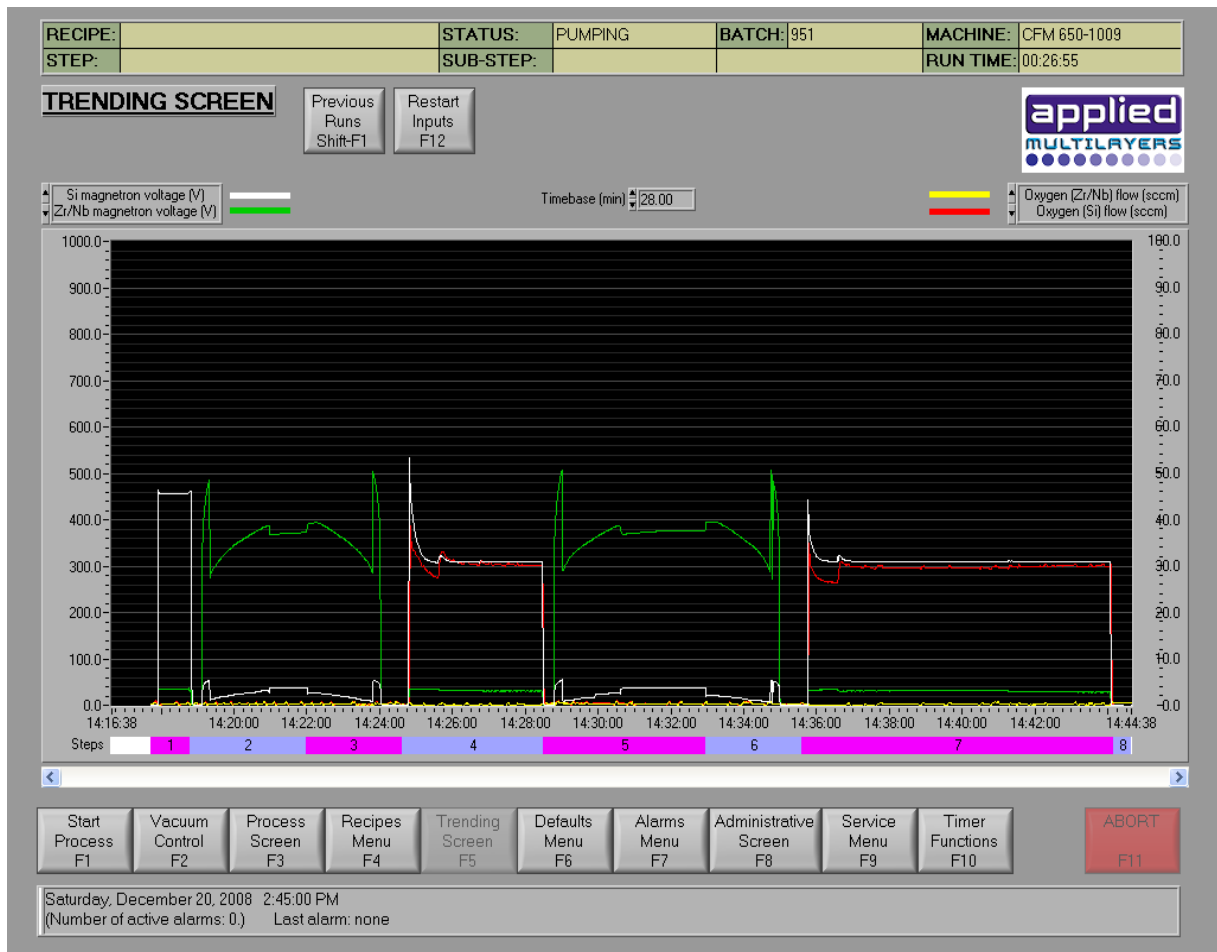 RECIPE: STATUS: PUMPING BATCH: 951 MACHINE: CFM 650-1009
STEP: SUB-STEP: RUN TIME: 00:26:55
TRENDING SCREEN
Previous
Runs
Shift-F1
Restart
Inputs
F12
applied
MULTILAYERS
Si magnetron voltage (V)
Zr/Nb magnetron voltage (V)
Timebase (min) 28.00
Oxygen (Zr/Nb) flow (sccm)
Oxygen (Si) flow (sccm)
1000.0 100.0
900.0 90.0
800.0 80.0
700.0 70.0
600.0 60.0
500.0 50.0
400.0 40.0
300.0 30.0
200.0 20.0
100.0 10.0
0.0 -0.0
14:16:38 14:20:00 14:22:00 14:24:00 14:26:00 14:28:00 14:30:00 14:32:00 14:34:00 14:36:00 14:38:00 14:40:00 14:42:00 14:44:38
Steps 1 2 3 4 5 6 7 8
Start
Process
F1
Vacuum
Control
F2
Process
Screen
F3
Recipes
Menu
F4
Trending
Screen
F5
Defaults
Menu
F6
Alarms
Menu
F7
Administrative
Screen
F8
Service
Menu
F9
Timer
Functions
F10
ABORT
F11
Saturday, December 20, 2008 2:45:00 PM
(Number of active alarms: 0.) Last alarm: none